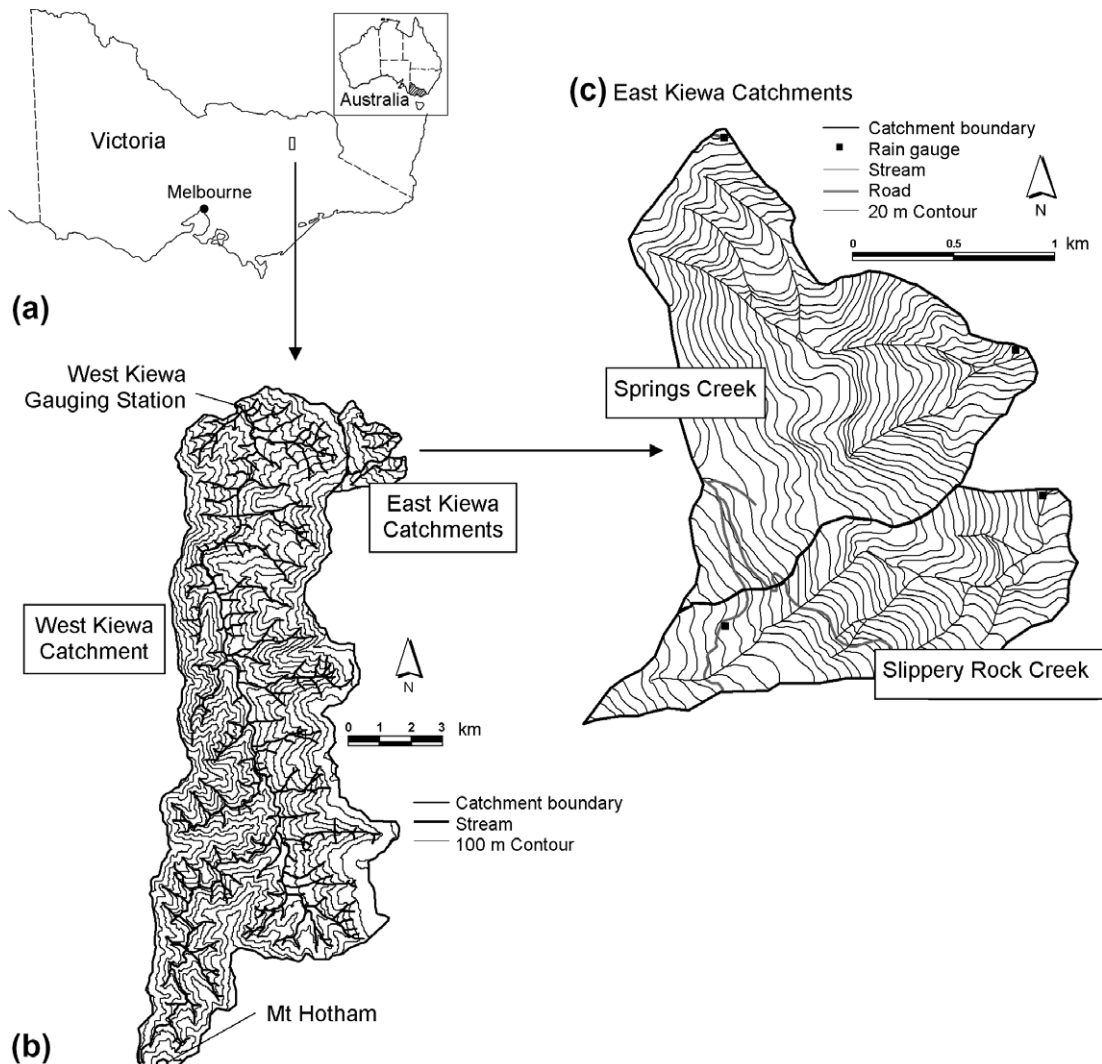 Australia
Victoria
Melbourne
(a)
West Kiewa
Gauging Station
East Kiewa
Catchments
West Kiewa
Catchment
N
0 1 2 3 km
Catchment boundary
Stream
100 m Contour
Mt Hotham
(b)
(c) East Kiewa Catchments
Catchment boundary
Rain gauge
Stream
Road
20 m Contour
N
0 0.5 1
km
Springs Creek
Slippery Rock Creek